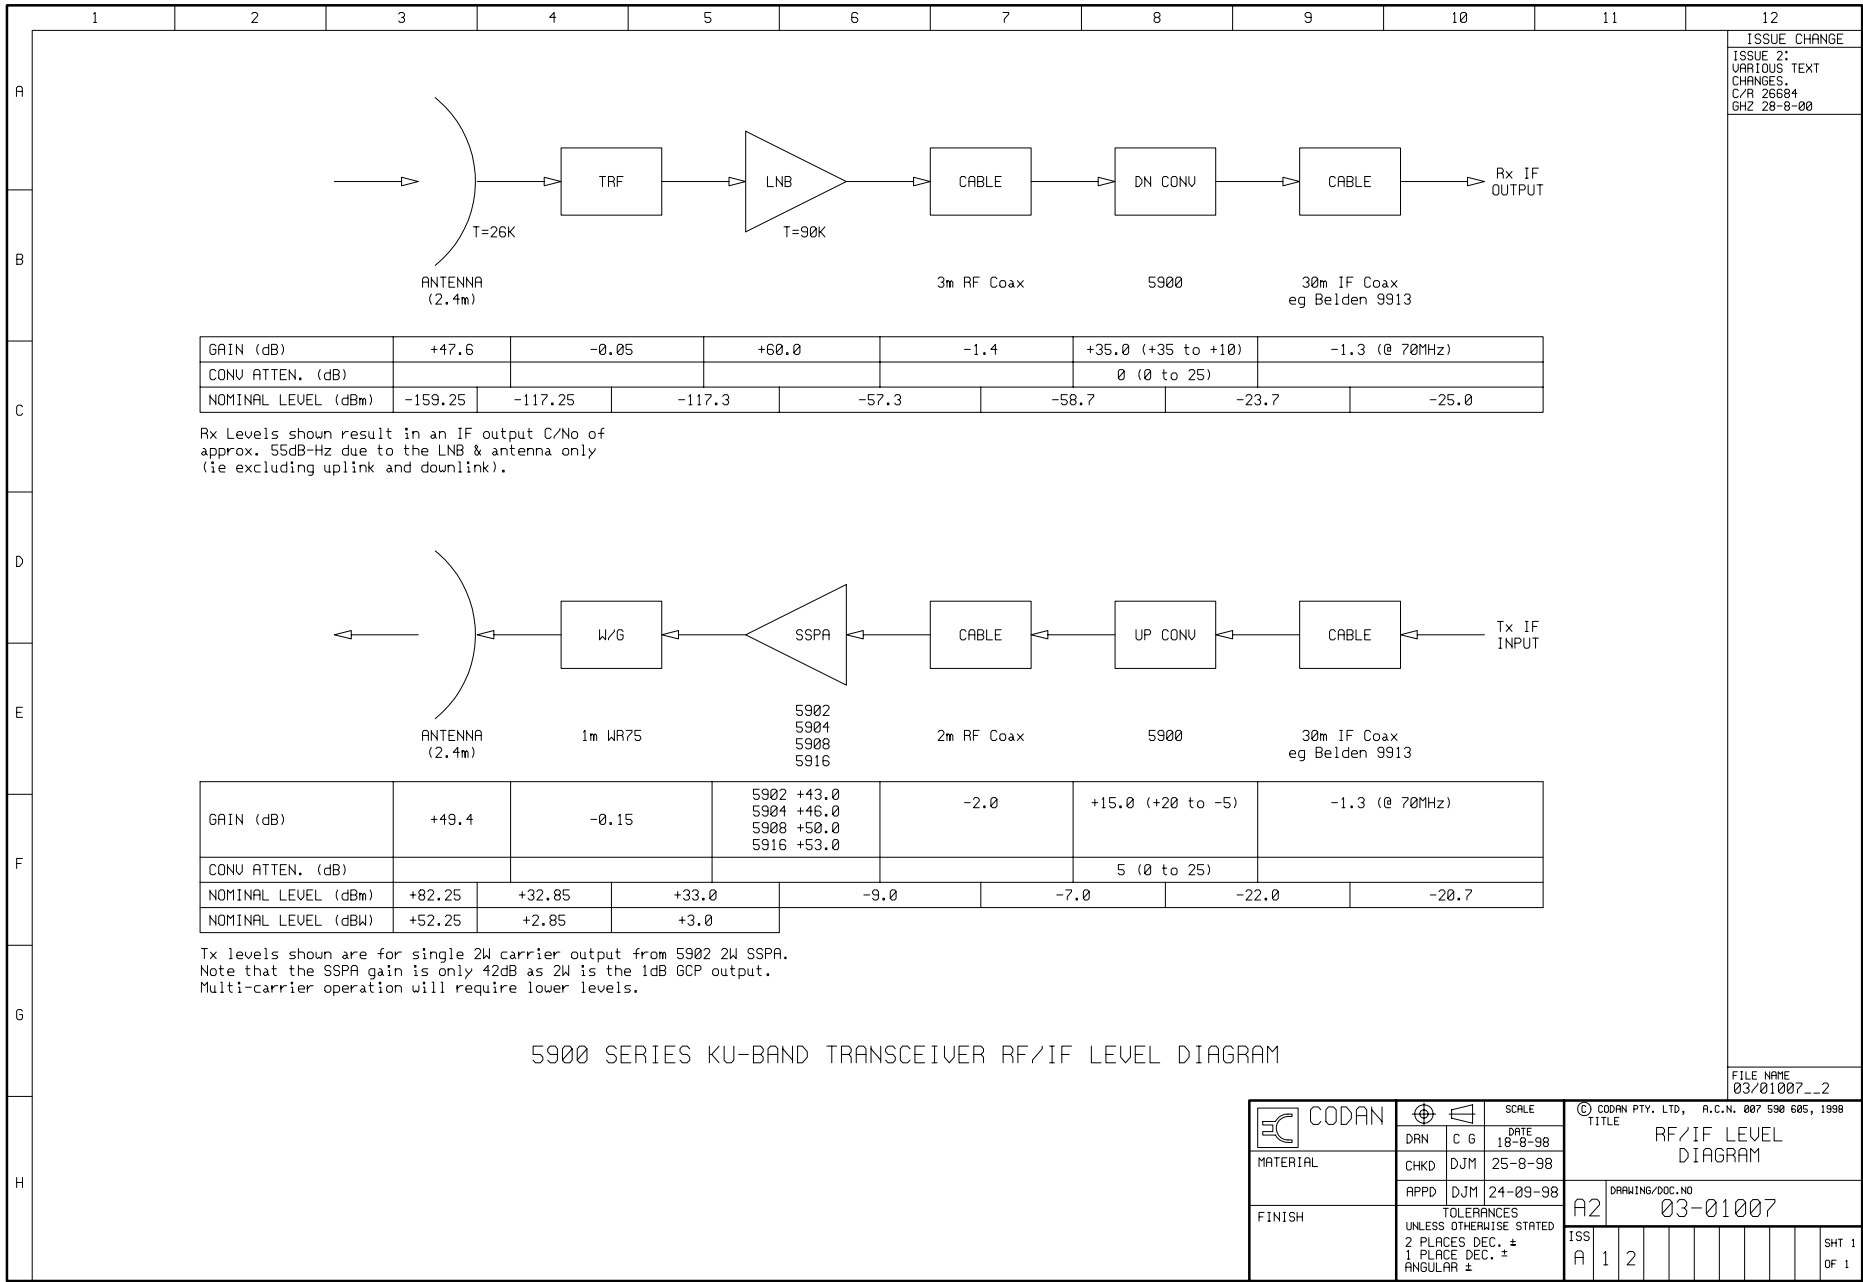 1 2 3 4 5 6 7 8 9 10 11 12
ISSUE CHANGE
ISSUE 2:
VARIOUS TEXT
CHANGES.
C/R 26684
GHZ 28-8-00
A
B
C
D
E
F
G
H
TRF LNB CABLE DN CONV CABLE
Rx IF
OUTPUT
T=26K T=90K
ANTENNA
(2.4m)
3m RF Coax
5900
30m IF Coax
eg Belden 9913
GAIN (dB) +47.6 -0.05 +60.0 -1.4 +35.0 (+35 to +10) -1.3 (@ 70MHz)
CONV ATTEN. (dB) 0 (0 to 25)
NOMINAL LEVEL (dBm) -159.25 -117.25 -117.3 -57.3 -58.7 -23.7 -25.0
Rx Levels shown result in an IF output C/No of
approx. 55dB-Hz due to the LNB & antenna only
(ie excluding uplink and downlink).
W/G SSPA CABLE UP CONV CABLE
Tx IF
INPUT
ANTENNA
(2.4m)
1m WR75
5902
5904
5908
5916
2m RF Coax
5900
30m IF Coax
eg Belden 9913
GAIN (dB) +49.4 -0.15
5902 +43.0
5904 +46.0
5908 +50.0
5916 +53.0
-2.0 +15.0 (+20 to -5) -1.3 (@ 70MHz)
CONV ATTEN. (dB) 5 (0 to 25)
NOMINAL LEVEL (dBm) +82.25 +32.85 +33.0 -9.0 -7.0 -22.0 -20.7
NOMINAL LEVEL (dBW) +52.25 +2.85 +3.0
Tx levels shown are for single 2W carrier output from 5902 2W SSPA.
Note that the SSPA gain is only 42dB as 2W is the 1dB GCP output.
Multi-carrier operation will require lower levels.
5900 SERIES KU-BAND TRANSCEIVER RF/IF LEVEL DIAGRAM
FILE NAME
03/01007__2
CODAN
MATERIAL
FINISH
SCALE
DRN C G DATE 18-8-98
CHKD DJM 25-8-98
APPD DJM 24-09-98
TOLERANCES
UNLESS OTHERWISE STATED
2 PLACES DEC. ±
1 PLACE DEC. ±
ANGULAR ±
© CODAN PTY. LTD, A.C.N. 007 590 605, 1998
TITLE
RF/IF LEVEL
DIAGRAM
A2
DRAWING/DOC.NO
03-01007
ISS
A 1 2
SHT 1
OF 1